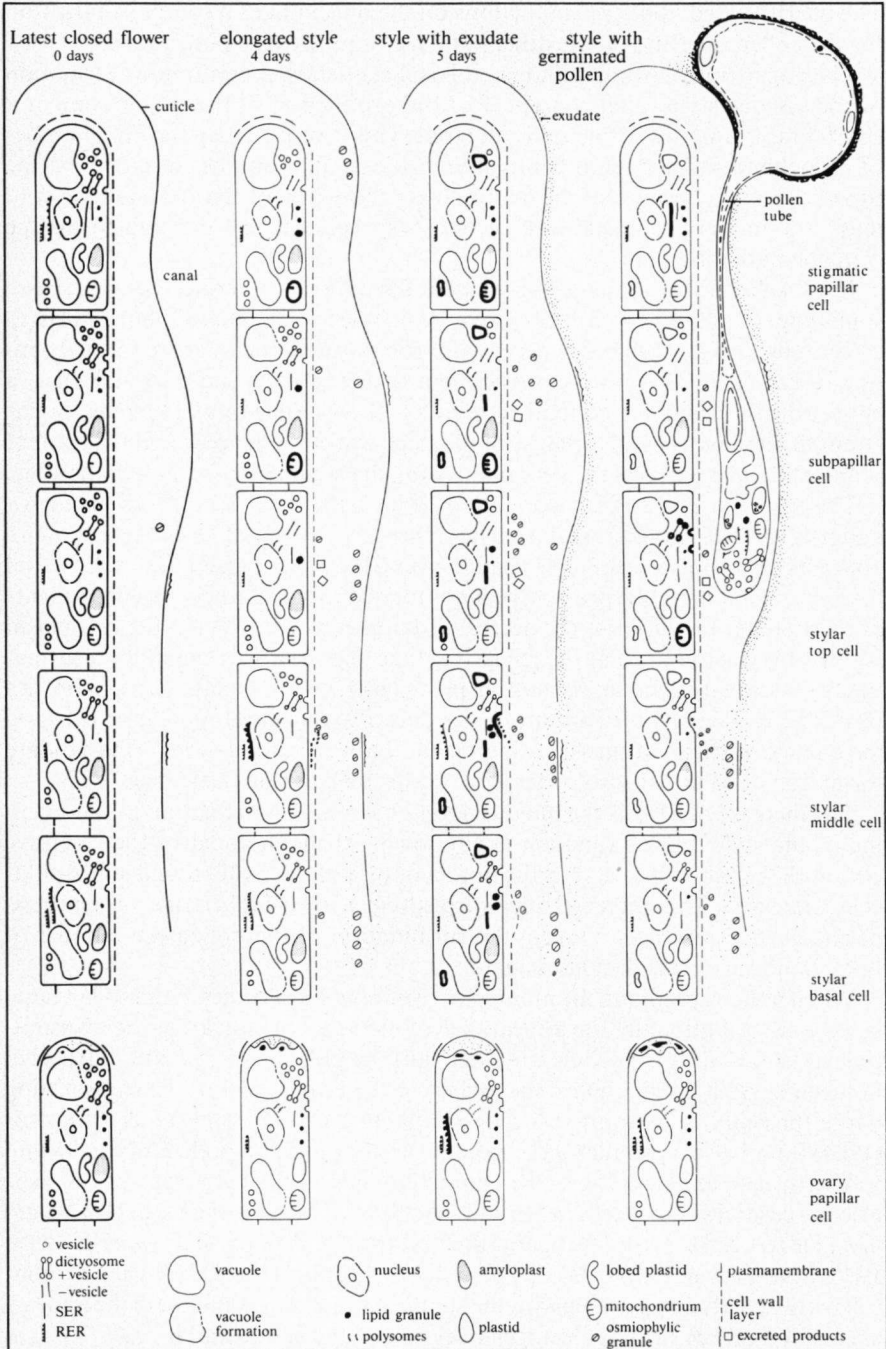 Latest closed flower
0 days
elongated style
4 days
style with exudate
5 days
style with
germinated
pollen
cuticle
exudate
pollen
tube
canal
stigmatic
papillar
cell
subpapillar
cell
stylar
top cell
stylar
middle cell
stylar
basal cell
ovary
papillar
cell
vesicle
dictyosome
+ vesicle
– vesicle
SER
RER
vacuole
vacuole
formation
nucleus
lipid granule
polysomes
amyloplast
plastid
lobed plastid
mitochondrium
osmiophylic
granule
plasmamembrane
cell wall
layer
excreted products